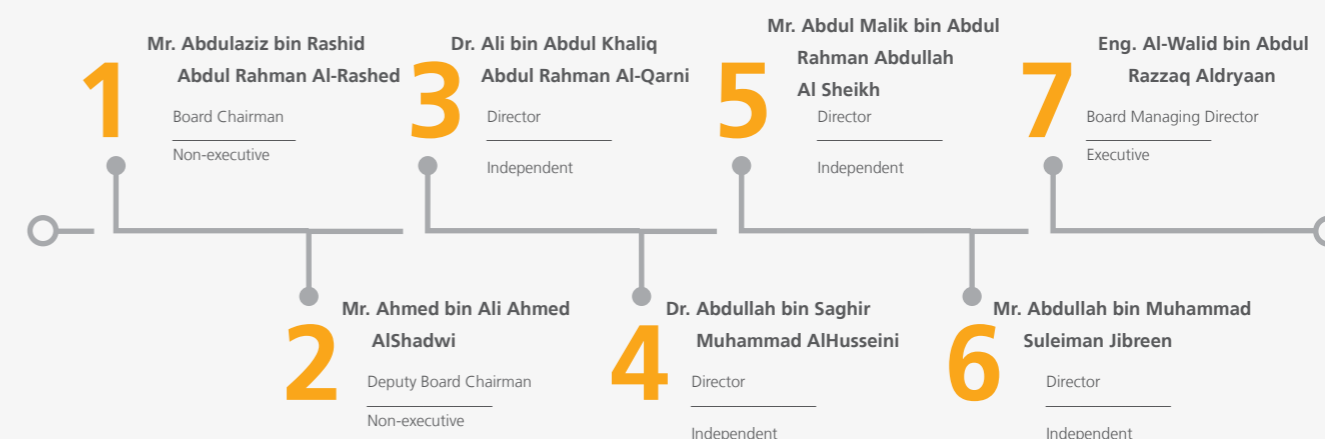 1
Mr. Abdulaziz bin Rashid
Abdul Rahman Al-Rashed
Board Chairman
Non-executive
2
Mr. Ahmed bin Ali Ahmed
AlShadwi
Deputy Board Chairman
Non-executive
3
Dr. Ali bin Abdul Khaliq
Abdul Rahman Al-Qarni
Director
Independent
4
Dr. Abdullah bin Saghir
Muhammad AlHusseini
Director
Independent
5
Mr. Abdul Malik bin Abdul
Rahman Abdullah
Al Sheikh
Director
Independent
6
Mr. Abdullah bin Muhammad
Suleiman Jibreen
Director
Independent
7
Eng. Al-Walid bin Abdul
Razzaq Aldryaan
Board Managing Director
Executive